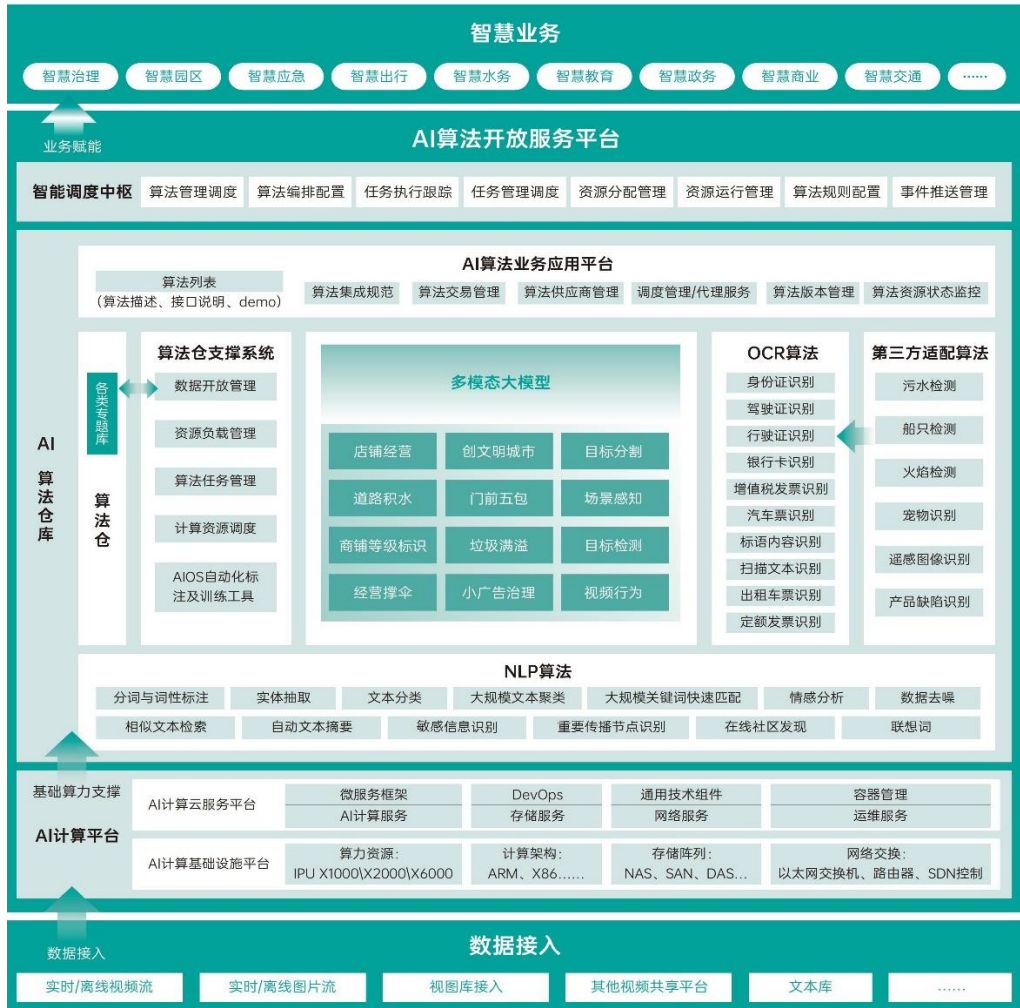 智慧业务
智慧治理 智慧园区 智慧应急 智慧出行 智慧水务 智慧教育 智慧政务 智慧商业 智慧交通 ……
业务赋能
AI算法开放服务平台
智能调度中枢 算法管理调度 算法编排配置 任务执行跟踪 任务管理调度 资源分配管理 资源运行管理 算法规则配置 事件推送管理
AI算法仓库
AI算法业务应用平台
算法列表
(算法描述、接口说明、demo)
算法集成规范 算法交易管理 算法供应商管理 调度管理/代理服务 算法版本管理 算法资源状态监控
各类专题库
算法仓
算法仓支撑系统
数据开放管理
资源负载管理
算法任务管理
计算资源调度
AIOS自动化标
注及训练工具
多模态大模型
店铺经营 创文明城市 目标分割
道路积水 门前五包 场景感知
商铺等级标识 垃圾满溢 目标检测
经营撑伞 小广告治理 视频行为
OCR算法
身份证识别
驾驶证识别
行驶证识别
银行卡识别
增值税发票识别
汽车票识别
标语内容识别
扫描文本识别
出租车票识别
定额发票识别
第三方适配算法
污水检测
船只检测
火焰检测
宠物识别
遥感图像识别
产品缺陷识别
NLP算法
分词与词性标注 实体抽取 文本分类 大规模文本聚类 大规模关键词快速匹配 情感分析 数据去噪
相似文本检索 自动文本摘要 敏感信息识别 重要传播节点识别 在线社区发现 联想词
基础算力支撑
AI计算平台
AI计算云服务平台
微服务框架 DevOps 通用技术组件 容器管理
AI计算服务 存储服务 网络服务 运维服务
AI计算基础设施平台
算力资源: 计算架构: 存储阵列: 网络交换:
IPU X1000\X2000\X6000 ARM、X86…… NAS、SAN、DAS... 以太网交换机、路由器、SDN控制
数据接入
数据接入
实时/离线视频流 实时/离线图片流 视图库接入 其他视频共享平台 文本库 ……